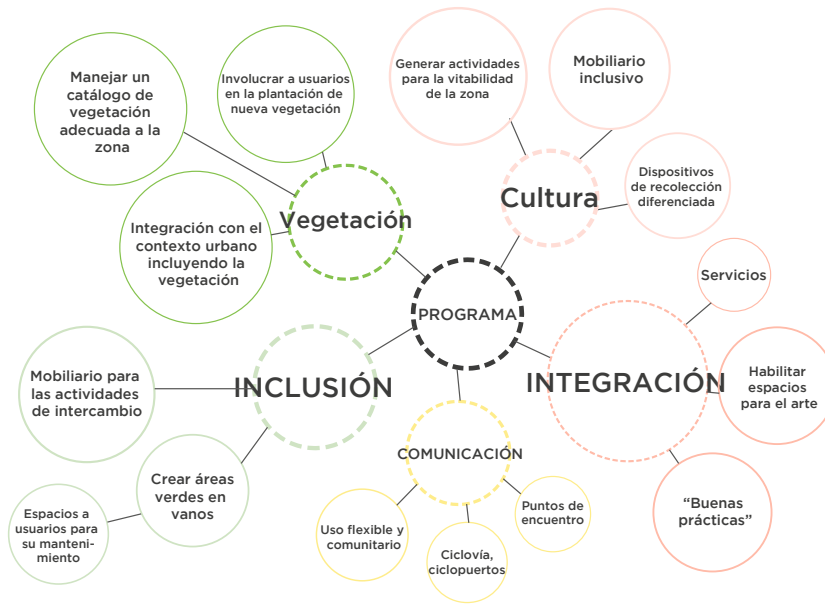 Manejar un
catálogo de
vegetación
adecuada a la
zona
Involucrar a usuarios
en la plantación de
nueva vegetación
Generar actividades
para la vitabilidad
de la zona
Mobiliario
inclusivo
Vegetación
Cultura
Dispositivos
de recolección
diferenciada
Integración con el
contexto urbano
incluyendo la
vegetación
Servicios
PROGRAMA
Mobiliario para
las actividades
de intercambio
INCLUSIÓN
INTEGRACIÓN
Habilitar
espacios
para el arte
COMUNICACIÓN
Crear áreas
verdes en
vanos
Espacios a
usuarios para
su manteni-
miento
Uso flexible y
comunitario
Ciclovía,
ciclopuertos
Puntos de
encuentro
“Buenas
prácticas”